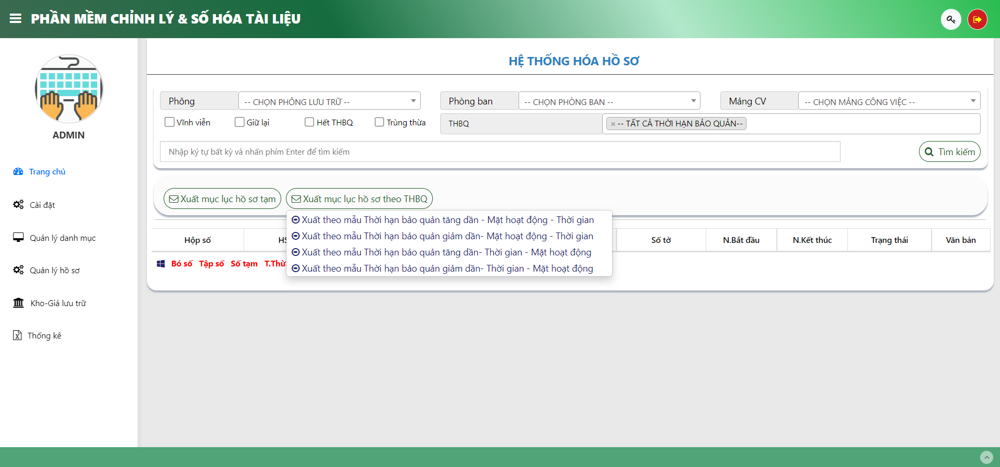 PHẦN MỀM CHỈNH LÝ & SỐ HÓA TÀI LIỆU
ADMIN
Trang chủ
Cài đặt
Quản lý danh mục
Quản lý hồ sơ
Kho-Giá lưu trữ
Thống kê
HỆ THỐNG HÓA HỒ SƠ
Phông -- CHỌN PHÔNG LƯU TRỮ -- Phòng ban -- CHỌN PHÒNG BAN -- Mảng CV -- CHỌN MẢNG CÔNG VIỆC --
Vĩnh viễn Giữ lại Hết THBQ Trùng thừa THBQ × -- TẤT CẢ THỜI HẠN BẢO QUẢN--
Nhập ký tự bất kỳ và nhấn phím Enter để tìm kiếm Tìm kiếm
Xuất mục lục hồ sơ tạm Xuất mục lục hồ sơ theo THBQ
Xuất theo mẫu Thời hạn bảo quản tăng dần - Mặt hoạt động - Thời gian
Xuất theo mẫu Thời hạn bảo quản giảm dần- Mặt hoạt động - Thời gian
Xuất theo mẫu Thời hạn bảo quản tăng dần- Thời gian - Mặt hoạt động
Xuất theo mẫu Thời hạn bảo quản giảm dần- Thời gian - Mặt hoạt động
Hộp số Số tờ N.Bắt đầu N.Kết thúc Trạng thái Văn bản
Bó số Tập số Số tạm